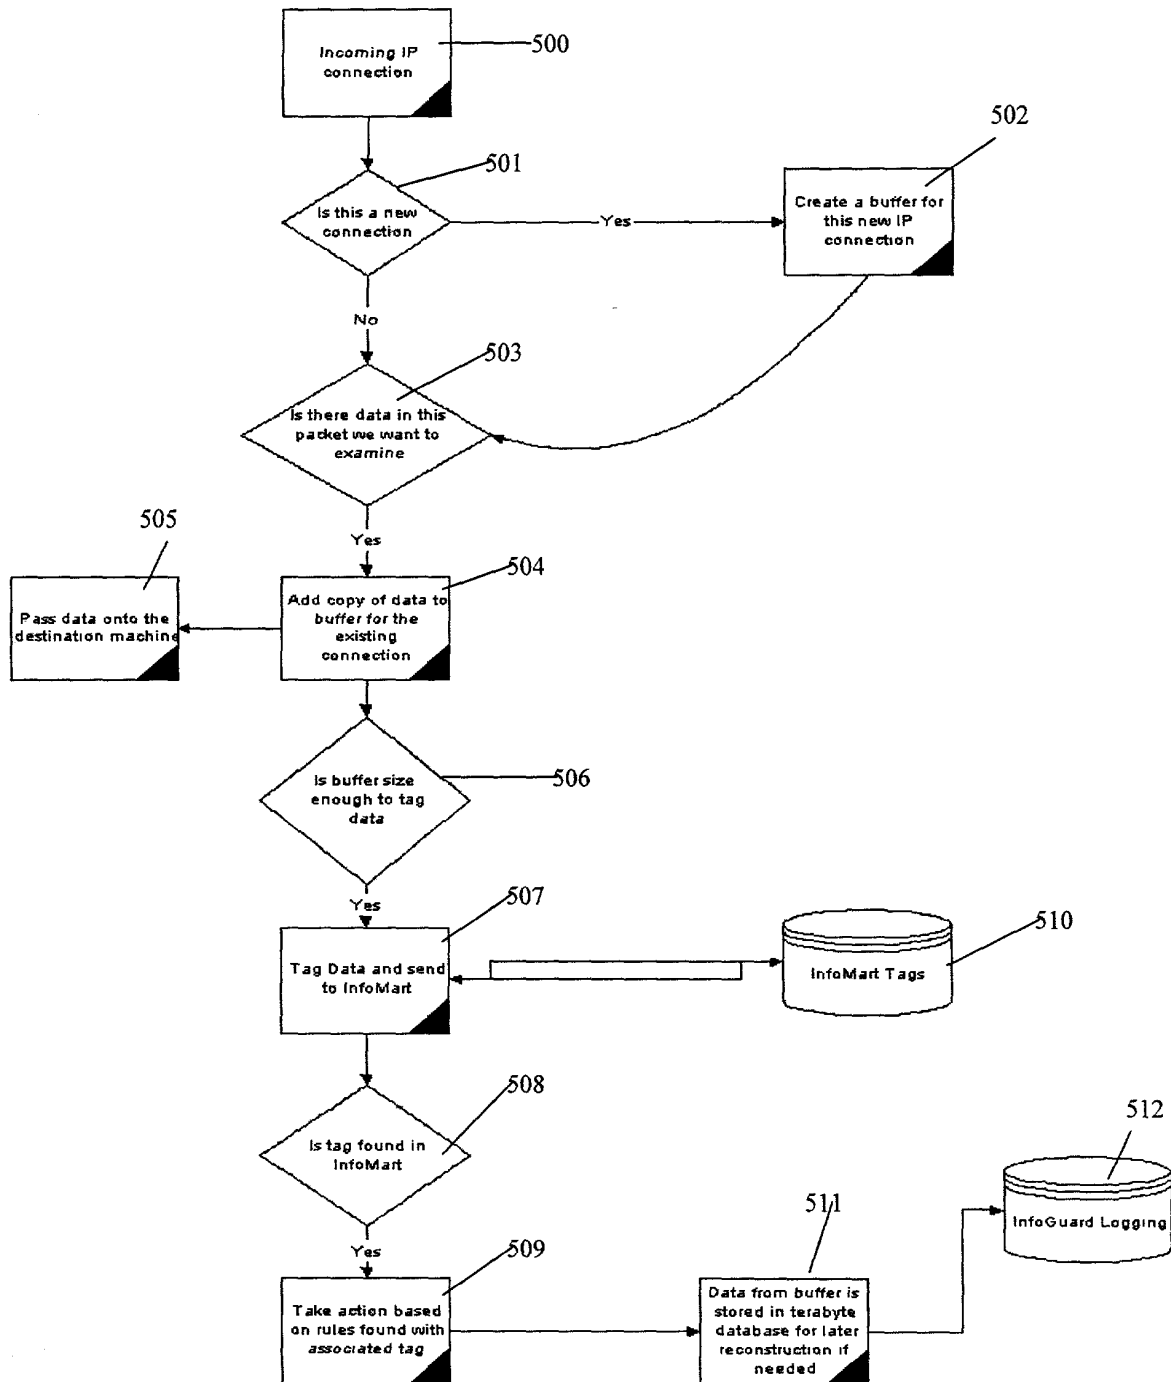 Incoming IP
connection
500
501
Is this a new
connection
Yes
502
Create a buffer for
this new IP
connection
No
503
Is there data in this
packet we want to
examine
Yes
505
Pass data onto the
destination machine
504
Add copy of data to
buffer for the
existing
connection
Is buffer size
enough to tag
data
506
Yes
507
Tag Data and send
to InfoMart
510
InfoMart Tags
508
Is tag found in
InfoMart
Yes
509
Take action based
on rules found with
associated tag
511
Data from buffer is
stored in terabyte
database for later
reconstruction if
needed
512
InfoGuard Logging